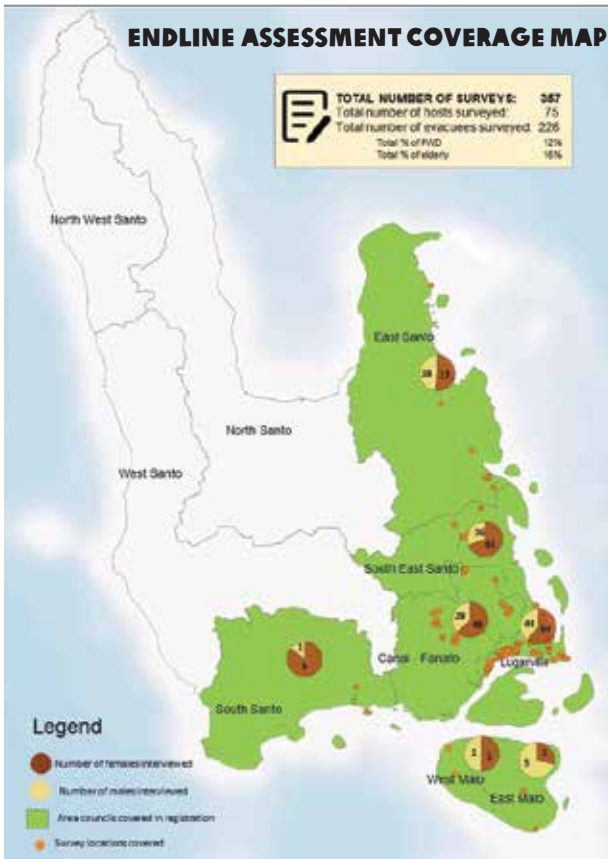 ENDLINE ASSESSMENT COVERAGE MAP
TOTAL NUMBER OF SURVEYS: 357
Total number of hosts surveyed: 75
Total number of evacuees surveyed: 226
Total % of PWD 12%
Total % of elderly 16%
North West Santo
East Santo
North Santo
West Santo
South East Santo
Canal - Fanafo
Luganville
South Santo
1
West Malo
East Malo
5
Legend
Number of females interviewed
Number of males interviewed
Area councils covered in registration
Survey locations covered